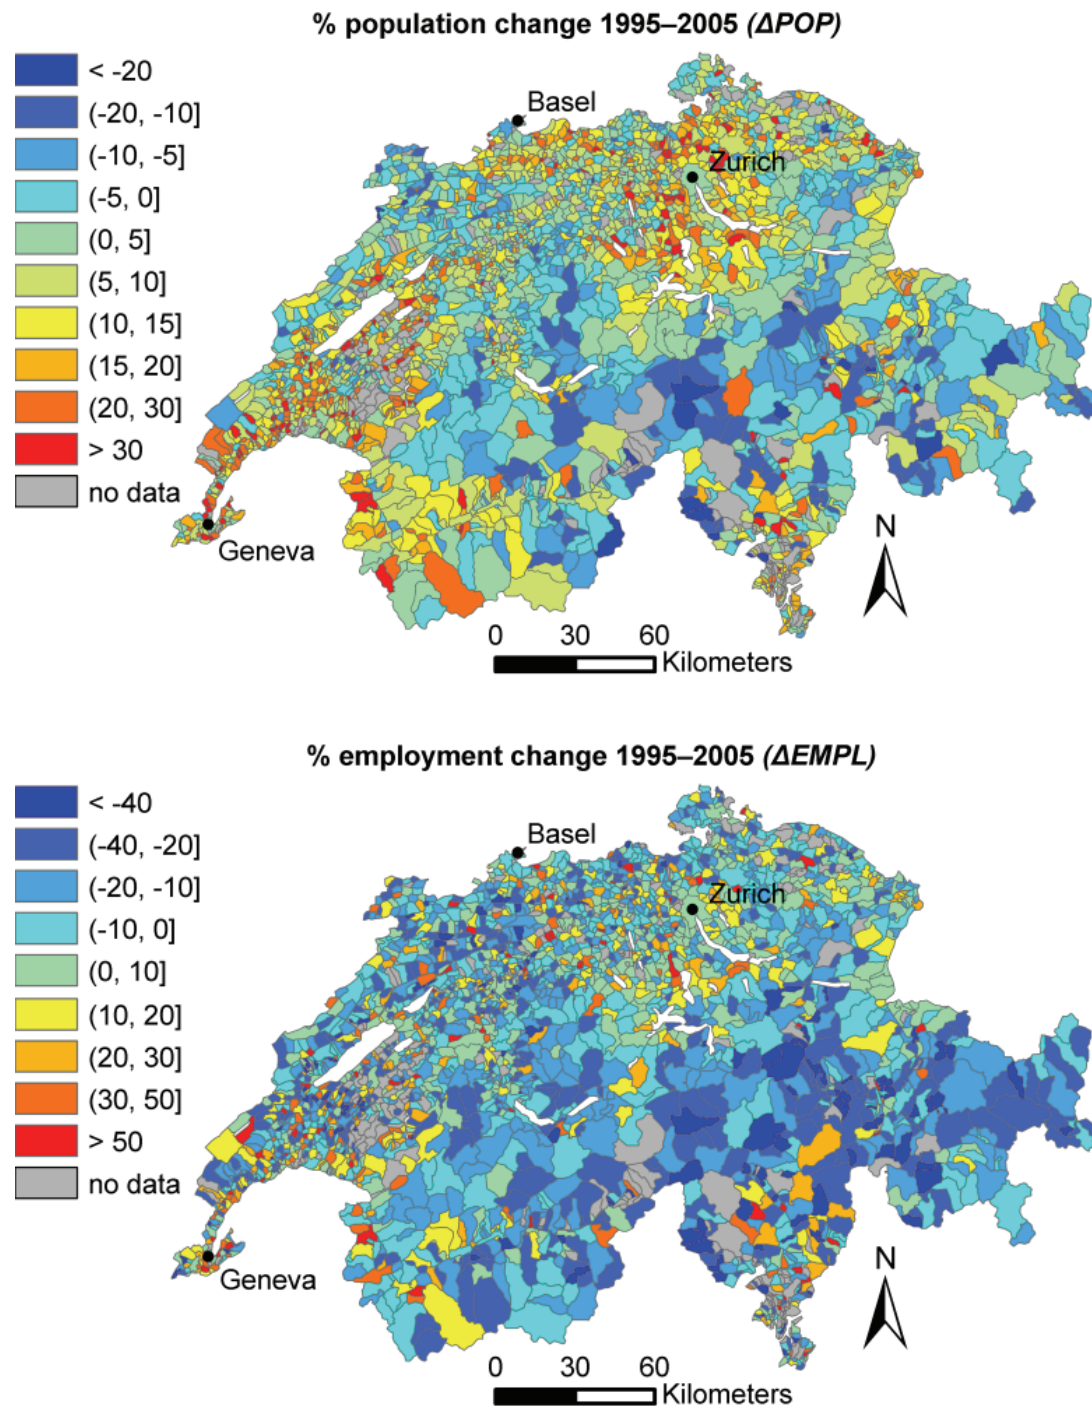 % population change 1995–2005 (ΔPOP)
< -20
(-20, -10]
(-10, -5]
(-5, 0]
(0, 5]
(5, 10]
(10, 15]
(15, 20]
(20, 30]
> 30
no data
Basel
Zurich
Geneva
N
0 30 60
Kilometers
% employment change 1995–2005 (ΔEMPL)
< -40
(-40, -20]
(-20, -10]
(-10, 0]
(0, 10]
(10, 20]
(20, 30]
(30, 50]
> 50
no data
Basel
Zurich
Geneva
N
0 30 60
Kilometers